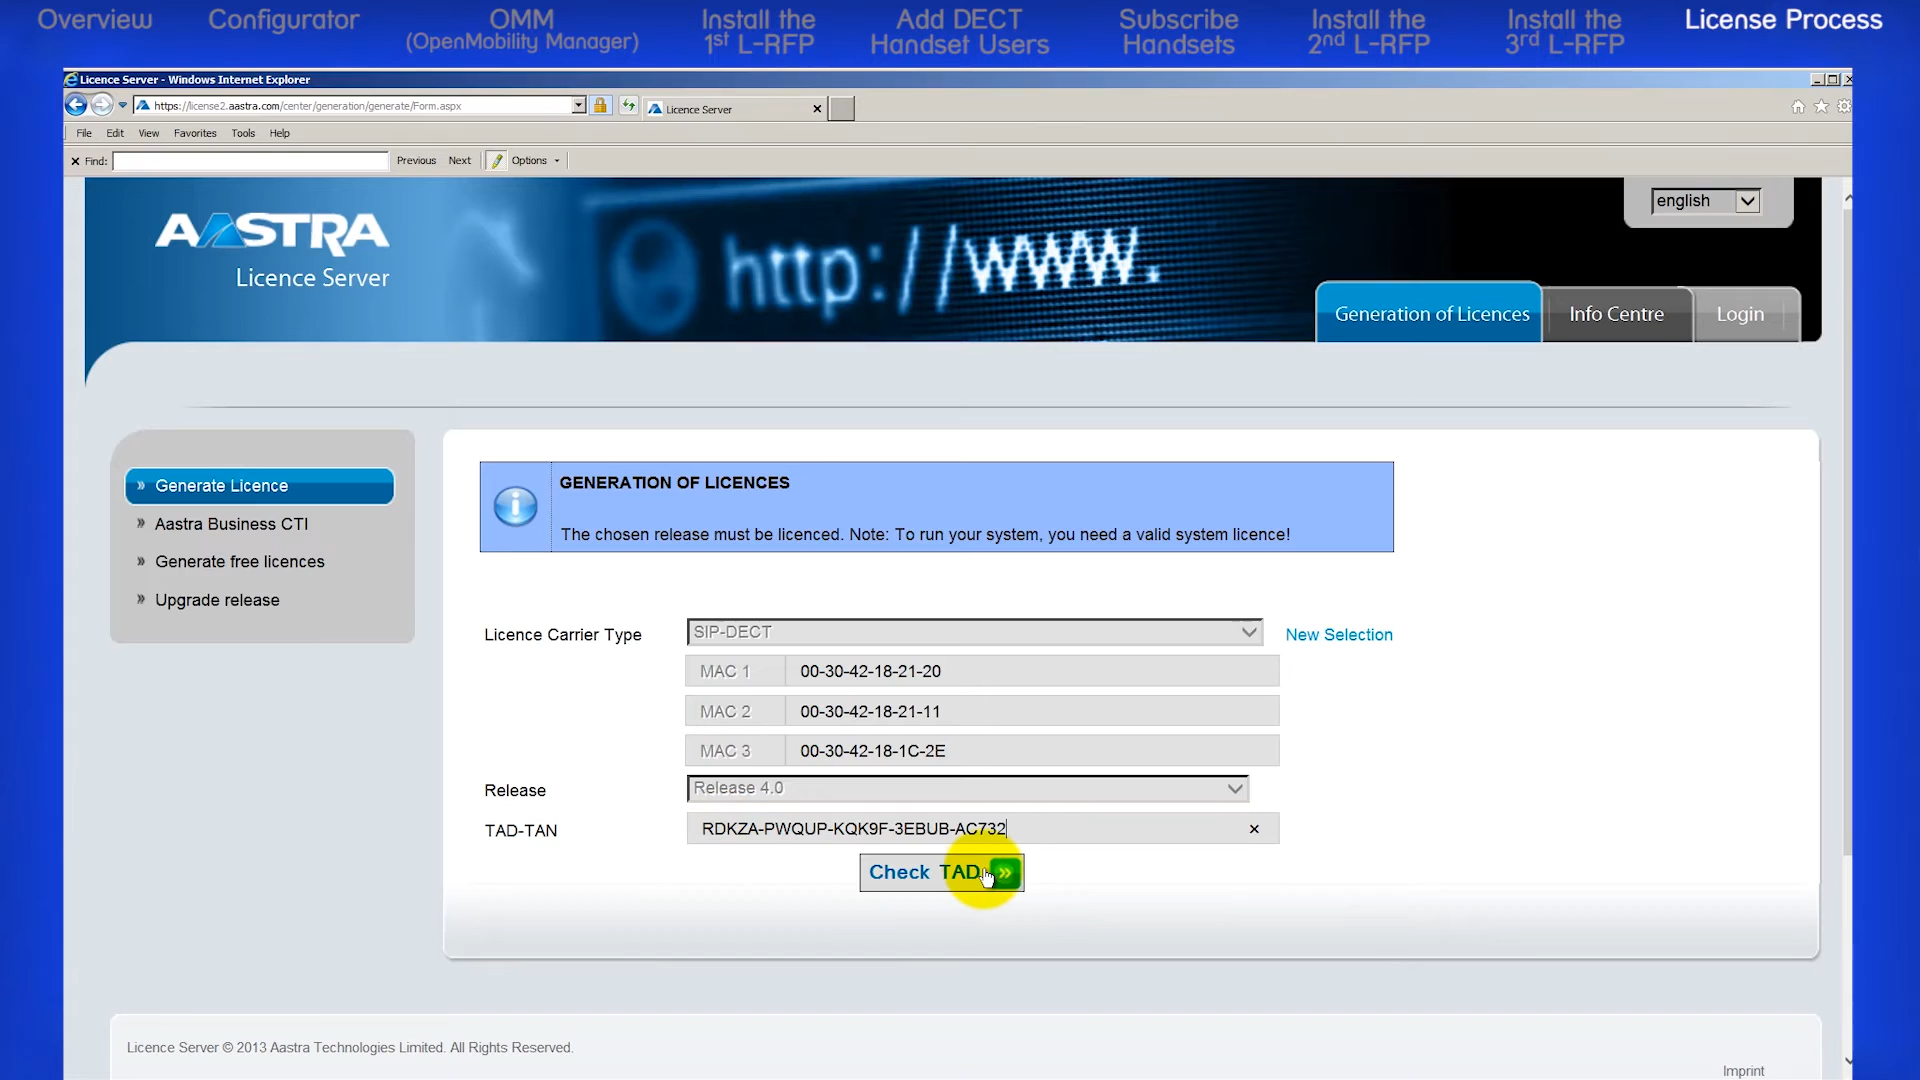 Overview
Configurator
OMM
(OpenMobility Manager)
Install the
1st L-RFP
Add DECT
Handset Users
Subscribe
Handsets
Install the
2nd L-RFP
Install the
3rd L-RFP
License Process
Licence Server - Windows Internet Explorer
https://license2.aastra.com/center/generation/generate/Form.aspx
Licence Server
File Edit View Favorites Tools Help
Find: Previous Next Options
AASTRA
Licence Server
http://www.
english
Generation of Licences
Info Centre
Login
Generate Licence
Aastra Business CTI
Generate free licences
Upgrade release
GENERATION OF LICENCES
The chosen release must be licenced. Note: To run your system, you need a valid system licence!
Licence Carrier Type SIP-DECT New Selection
MAC 1 00-30-42-18-21-20
MAC 2 00-30-42-18-21-11
MAC 3 00-30-42-18-1C-2E
Release Release 4.0
TAD-TAN RDKZA-PWQUP-KQK9F-3EBUB-AC732
Check TAD
Licence Server © 2013 Aastra Technologies Limited. All Rights Reserved.
Imprint